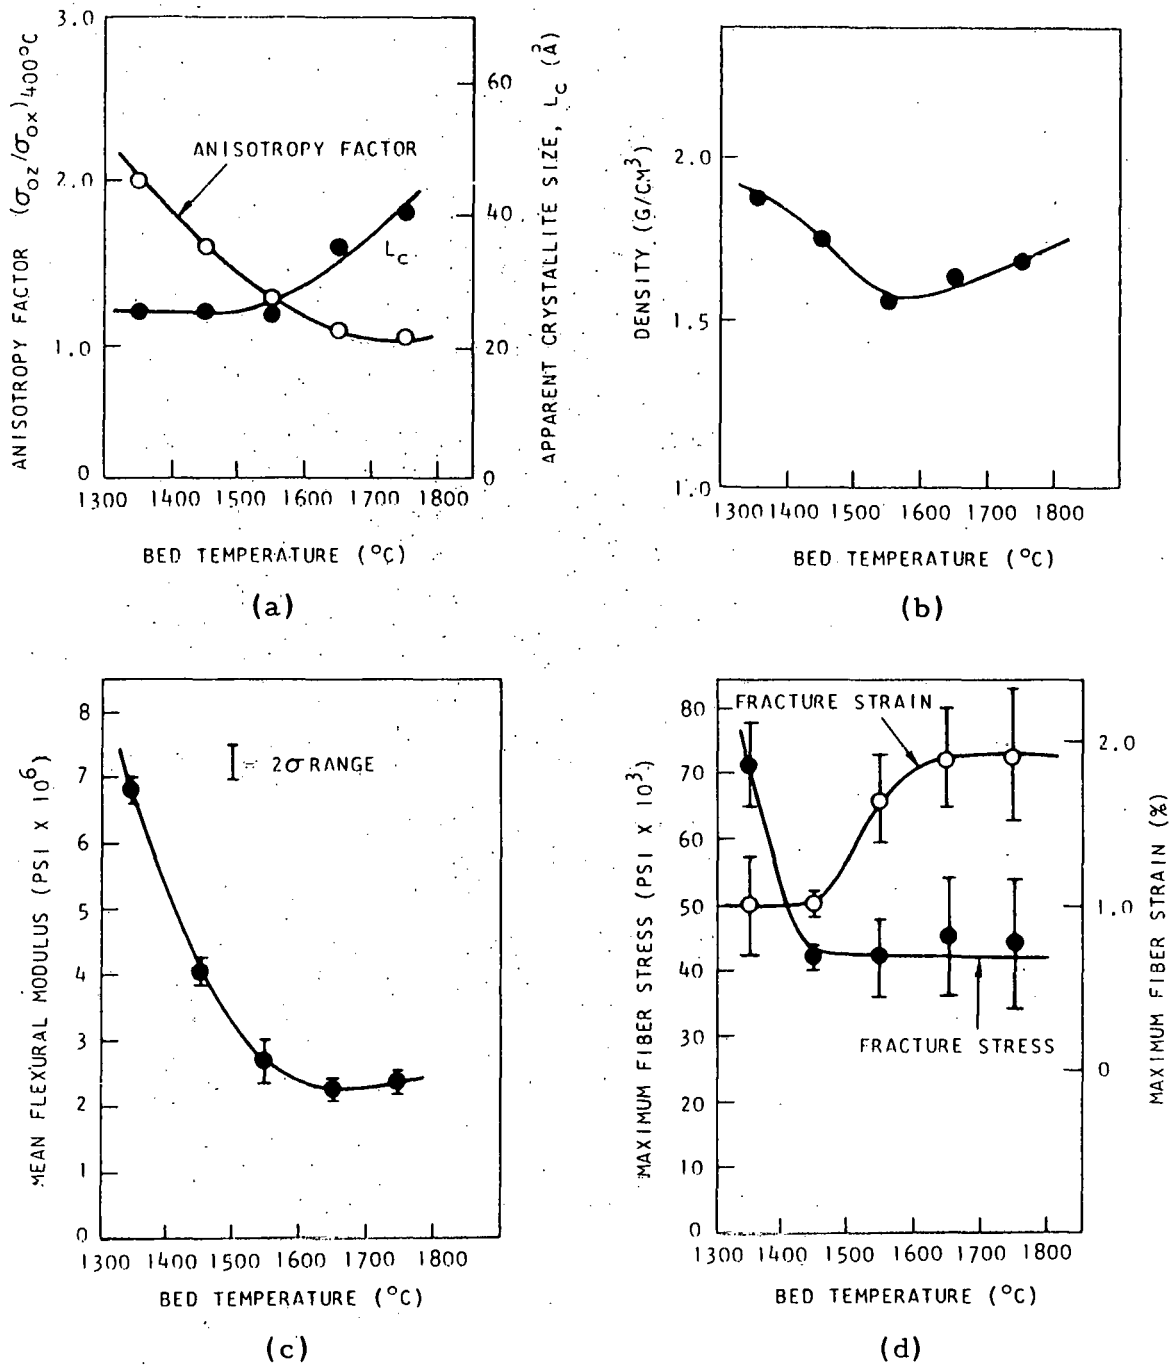 3.0
2.0
1.0
0
ANISOTROPY FACTOR (σoz/σox)400°C
ANISOTROPY FACTOR
Lc
60
40
20
0
APPARENT CRYSTALLITE SIZE, Lc (Å)
1300 1400 1500 1600 1700 1800
BED TEMPERATURE (°C)
(a)
2.0
1.5
1.0
DENSITY (G/CM³)
1300 1400 1500 1600 1700 1800
BED TEMPERATURE (°C)
(b)
8
7
6
5
4
3
2
1
0
MEAN FLEXURAL MODULUS (PSI X 10⁶)
= 2σ RANGE
1300 1400 1500 1600 1700 1800
BED TEMPERATURE (°C)
(c)
80
70
60
50
40
30
20
10
0
MAXIMUM FIBER STRESS (PSI X 10³)
FRACTURE STRAIN
FRACTURE STRESS
2.0
1.0
0
MAXIMUM FIBER STRAIN (%)
1300 1400 1500 1600 1700 1800
BED TEMPERATURE (°C)
(d)